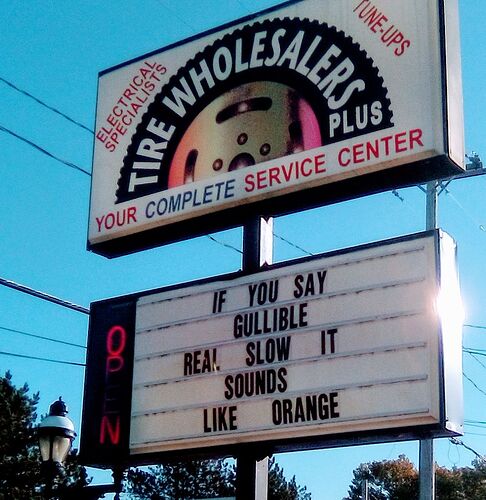 ELECTRICAL
SPECIALISTS
TUNE-UPS
TIRE WHOLESALERS
PLUS
YOUR COMPLETE SERVICE CENTER
OPEN
IF YOU SAY
GULLIBLE
REAL SLOW IT
SOUNDS
LIKE ORANGE